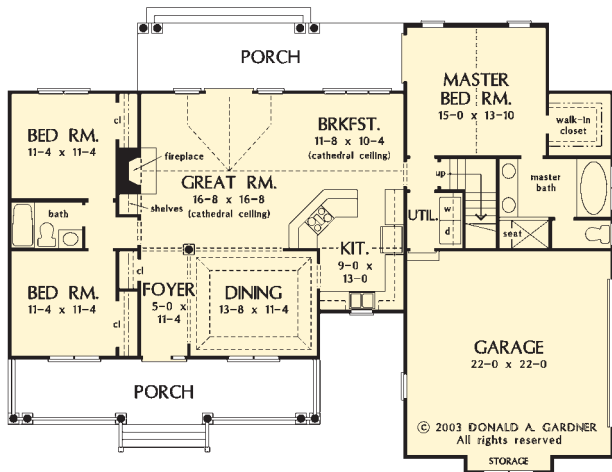 PORCH
MASTER
BED RM.
15-0 x 13-10
BRKFST.
11-8 x 10-4
(cathedral ceiling)
walk-in
closet
BED RM.
11-4 x 11-4
cl
fireplace
GREAT RM.
16-8 x 16-8
(cathedral ceiling)
shelves
up
master
bath
bath
UTIL.
w
d
seat
KIT.
9-0 x
13-0
cl
BED RM.
11-4 x 11-4
cl
FOYER
5-0 x
11-4
DINING
13-8 x 11-4
GARAGE
22-0 x 22-0
PORCH
© 2003 DONALD A. GARDNER
All rights reserved
STORAGE